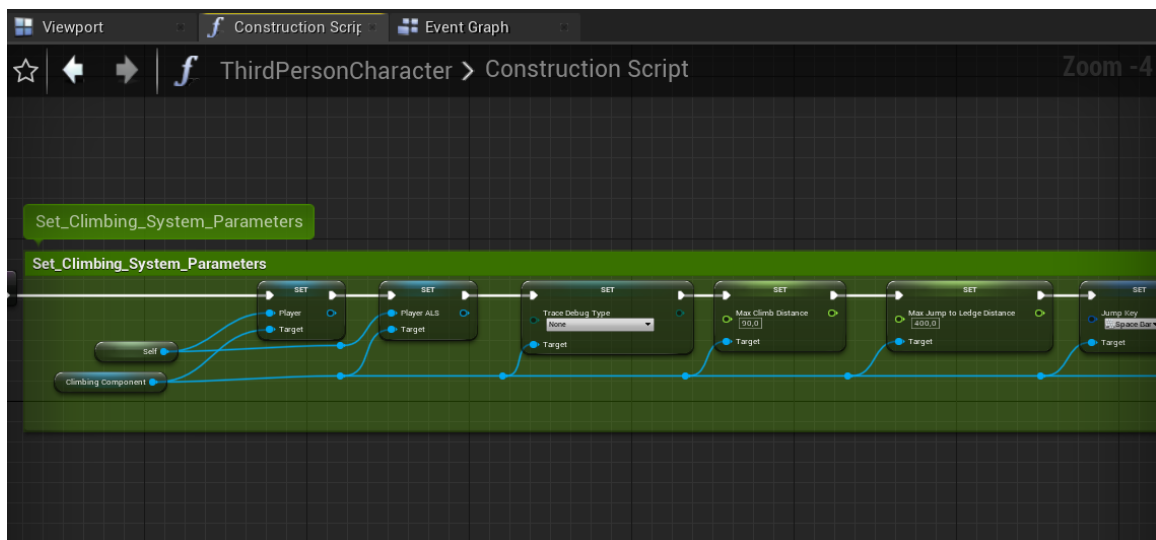 Viewport
Construction Scrip
Event Graph
ThirdPersonCharacter > Construction Script
Zoom -4
Set_Climbing_System_Parameters
Set_Climbing_System_Parameters
SET
Player
Target
SET
Player ALS
Target
SET
Trace Debug Type
None
Target
SET
Max Climb Distance
90,0
Target
SET
Max Jump to Ledge Distance
400,0
Target
SET
Jump Key
Space Bar
Target
Self
Climbing Component